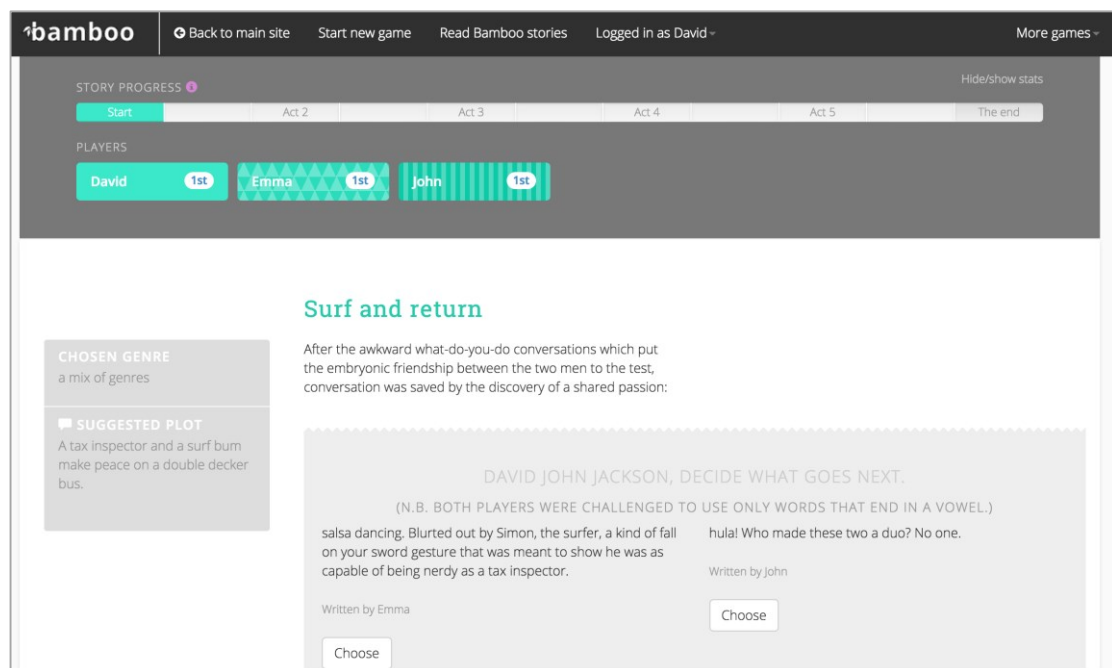 bamboo
Back to main site
Start new game
Read Bamboo stories
Logged in as David
More games
STORY PROGRESS
Hide/show stats
Start
Act 2
Act 3
Act 4
Act 5
The end
PLAYERS
David
1st
Emma
1st
John
1st
Surf and return
After the awkward what-do-you-do conversations which put
the embryonic friendship between the two men to the test,
conversation was saved by the discovery of a shared passion:
CHOSEN GENRE
a mix of genres
SUGGESTED PLOT
A tax inspector and a surf bum
make peace on a double decker
bus.
DAVID JOHN JACKSON, DECIDE WHAT GOES NEXT.
(N.B. BOTH PLAYERS WERE CHALLENGED TO USE ONLY WORDS THAT END IN A VOWEL.)
salsa dancing. Blurted out by Simon, the surfer, a kind of fall
on your sword gesture that was meant to show he was as
capable of being nerdy as a tax inspector.
Written by Emma
Choose
hula! Who made these two a duo? No one.
Written by John
Choose